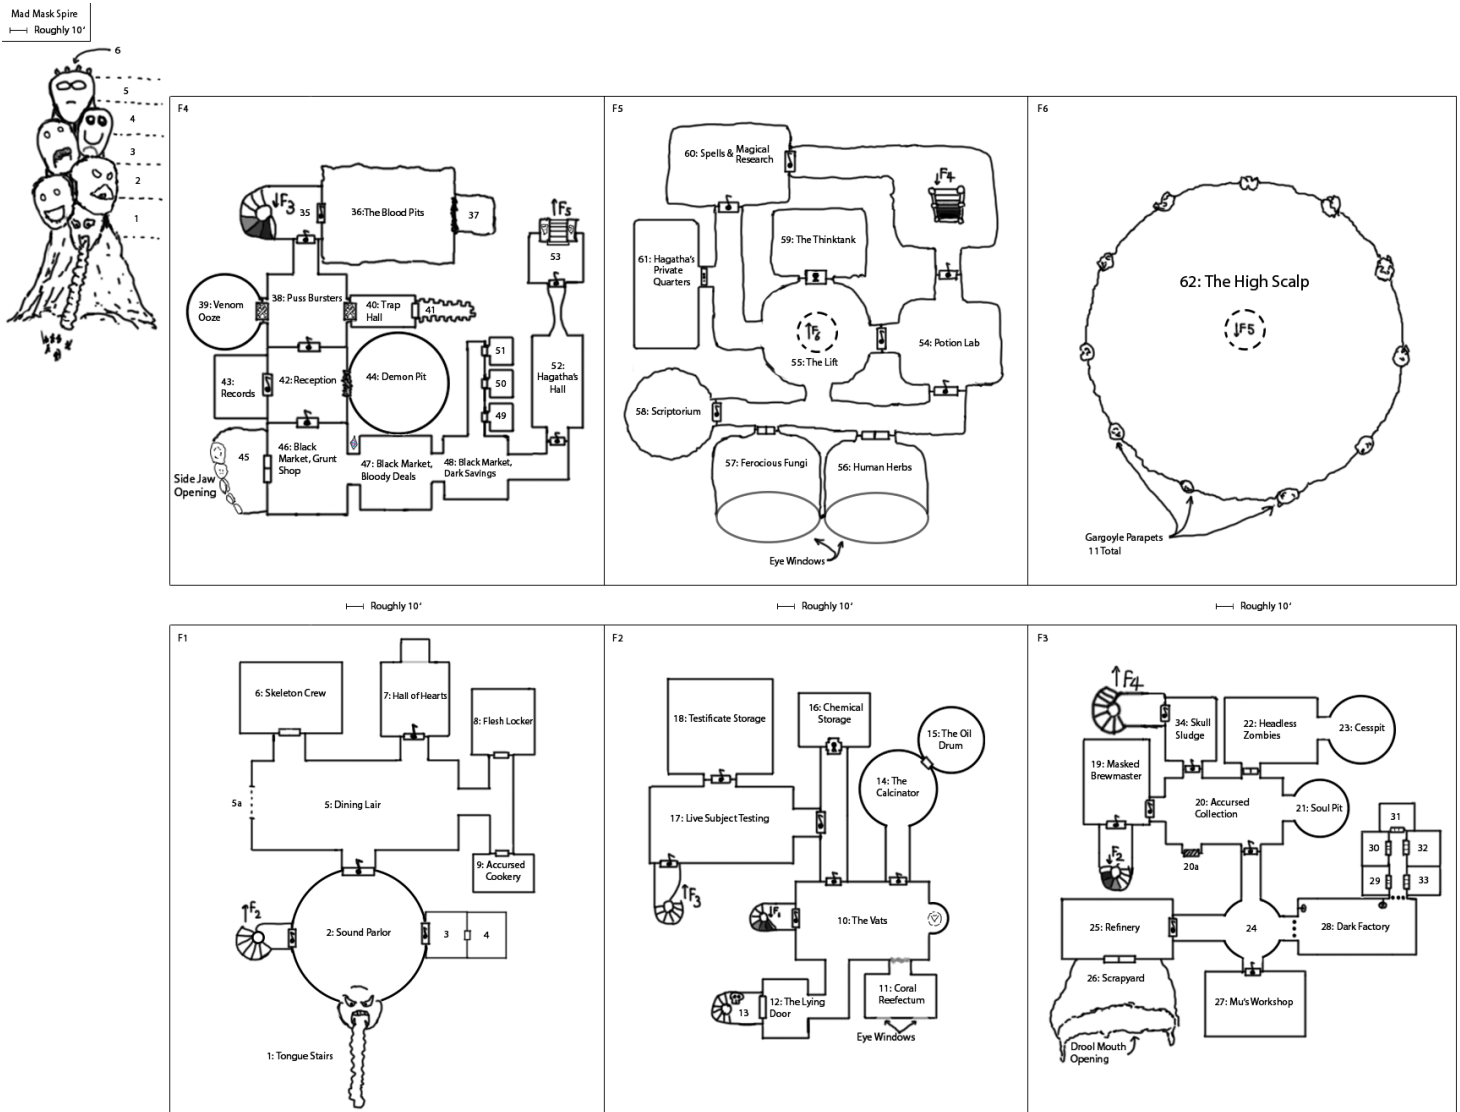 Mad Mask Spire
Roughly 10'
6
5
4
3
2
1
F4
↓F3
35
36:The Blood Pits
37
↑F5
53
39: Venom
Ooze
38: Puss Bursters
40: Trap
Hall
41
43:
Records
42: Reception
44: Demon Pit
51
50
49
52:
Hagatha's
Hall
45
46: Black
Market, Grunt
Shop
47: Black Market,
Bloody Deals
48: Black Market,
Dark Savings
Side Jaw
Opening
F5
60: Spells & Magical
Research
↓F4
59: The Thinktank
61: Hagatha's
Private
Quarters
↑F6
55: The Lift
54: Potion Lab
58: Scriptorium
57: Ferocious Fungi
56: Human Herbs
Eye Windows
F6
62: The High Scalp
↓F5
Gargoyle Parapets
11 Total
Roughly 10'
Roughly 10'
Roughly 10'
F1
6: Skeleton Crew
7: Hall of Hearts
8: Flesh Locker
5a
5: Dining Lair
9: Accursed
Cookery
↑F2
2: Sound Parlor
3
4
1: Tongue Stairs
F2
18: Testificate Storage
16: Chemical
Storage
15: The Oil
Drum
14: The
Calcinator
17: Live Subject Testing
↑F3
↓F1
10: The Vats
11: Coral
Reefectum
12: The Lying
Door
13
Eye Windows
F3
↑F4
34: Skull
Sludge
22: Headless
Zombies
23: Cesspit
19: Masked
Brewmaster
20: Accursed
Collection
21: Soul Pit
↓F2
20a
31
30
32
29
33
25: Refinery
24
28: Dark Factory
26: Scrapyard
27: Mu's Workshop
Drool Mouth
Opening